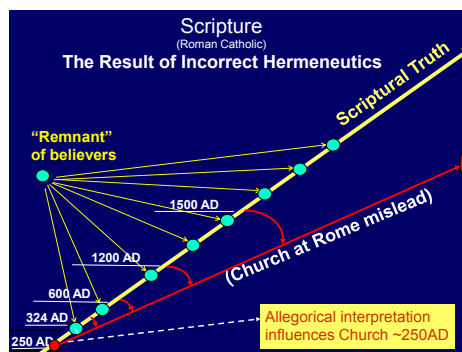 Scripture
(Roman Catholic)
The Result of Incorrect Hermeneutics
Scriptural Truth
“Remnant”
of believers
1500 AD
(Church at Rome mislead)
1200 AD
600 AD
324 AD
250 AD
Allegorical interpretation
influences Church ~250AD